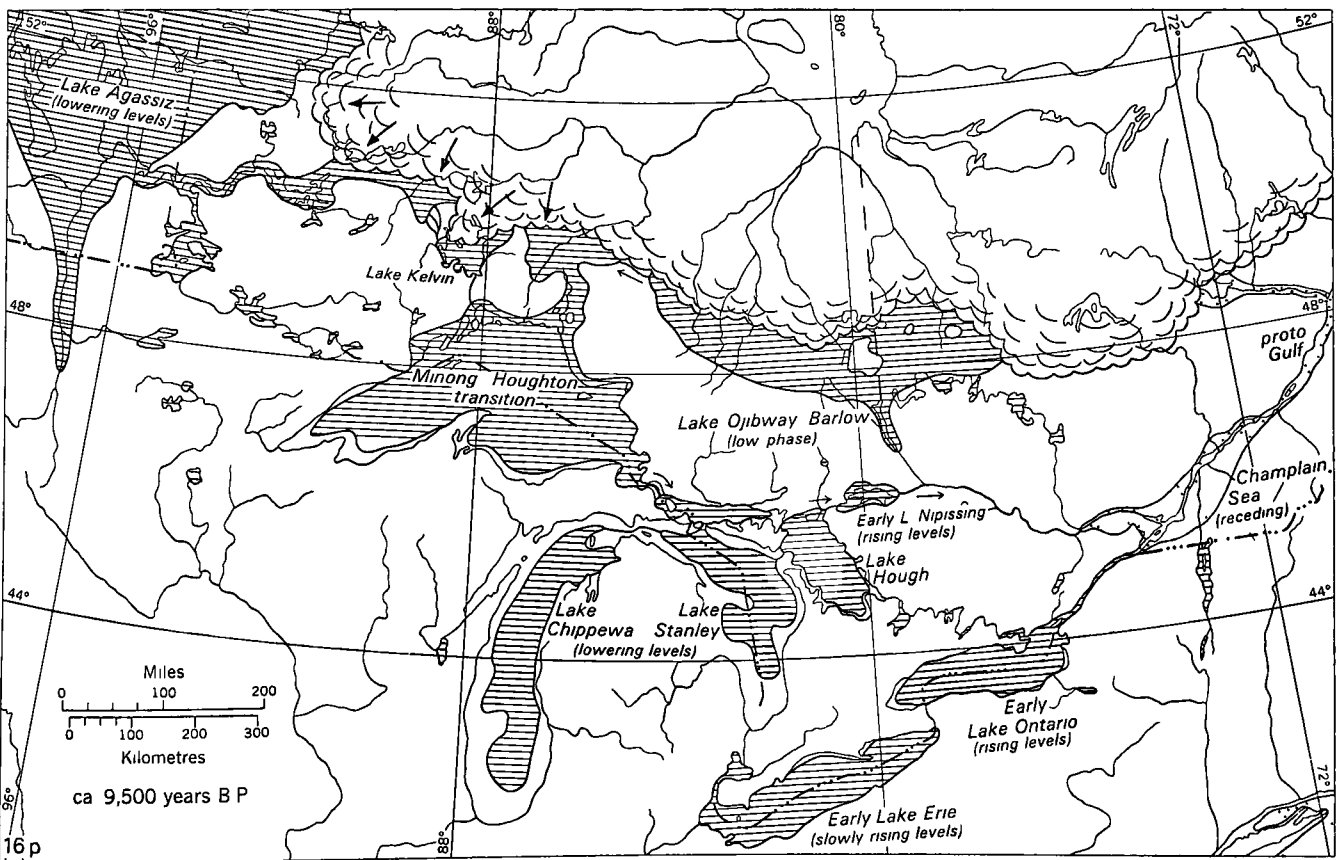 52°
96°
88°
80°
72°
52°
Lake Agassiz
(lowering levels)
Lake Kelvin
48°
48°
proto
Gulf
Minong Houghton
transition
Lake Ojibway Barlow
(low phase)
Champlain
Sea
(receding)
Early L Nipissing
(rising levels)
Lake
Hough
44°
44°
Lake
Chippewa
Lake
Stanley
(lowering levels)
Miles
0 100 200
0 100 200 300
Kilometres
Early
Lake Ontario
(rising levels)
ca 9,500 years B P
Early Lake Erie
(slowly rising levels)
96°
88°
72°
16 p